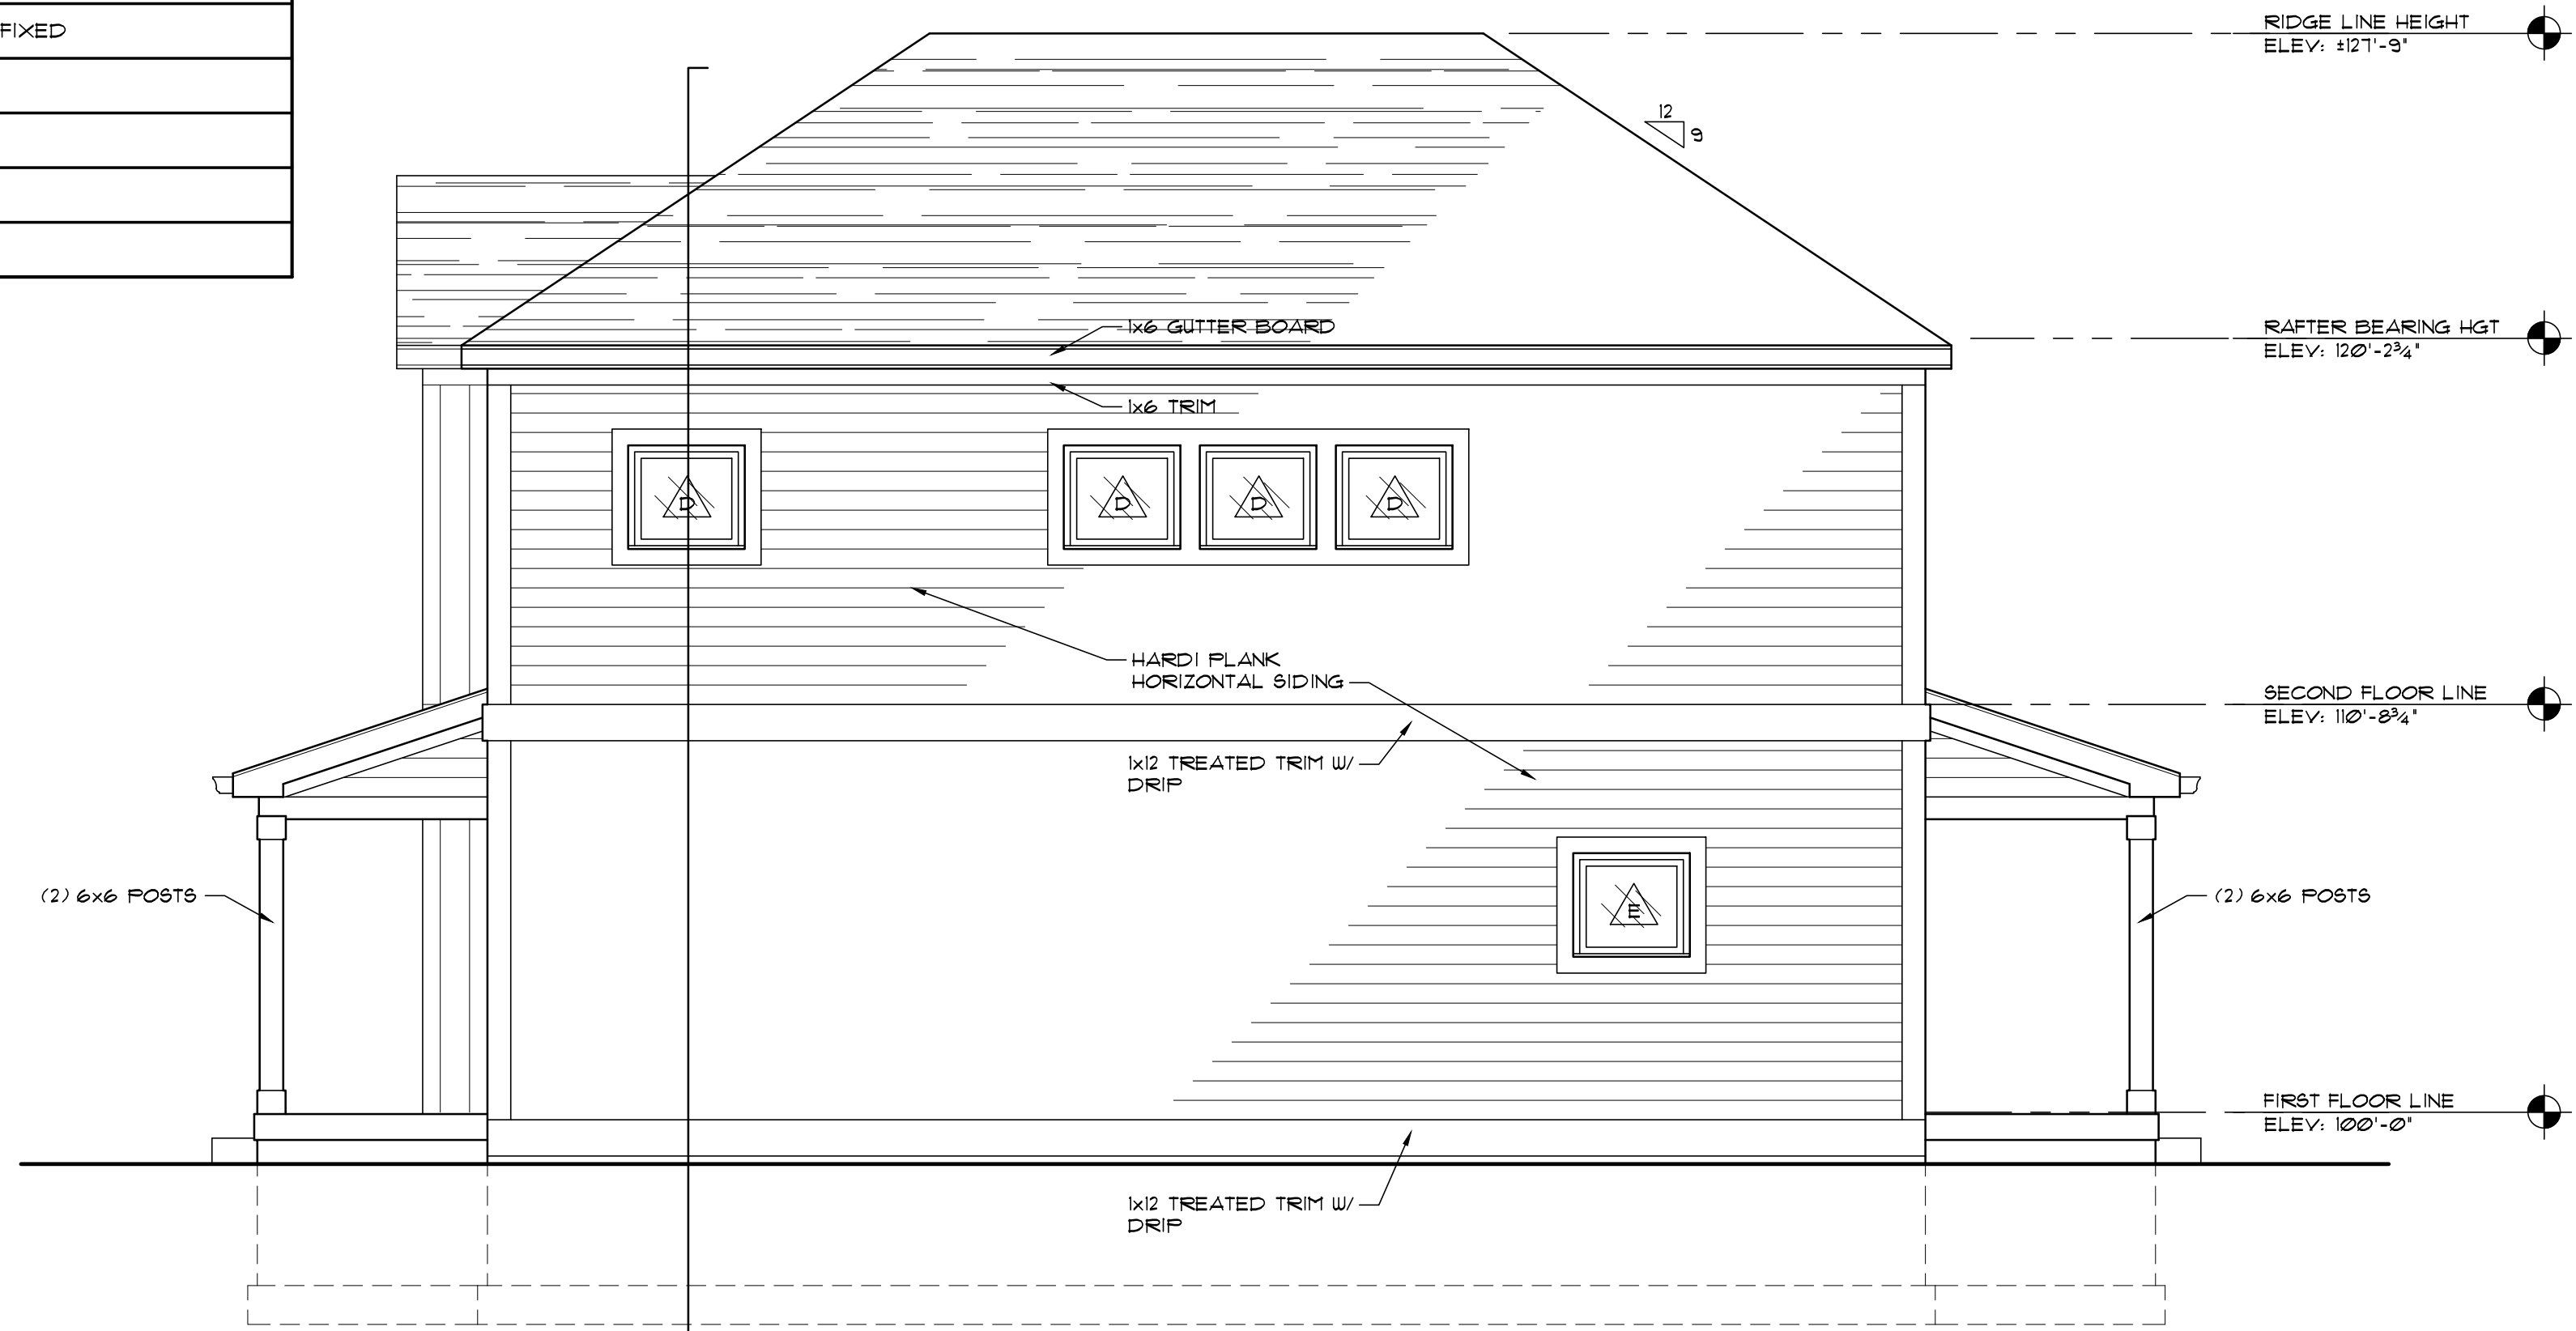 FIXED
RIDGE LINE HEIGHT
ELEV: ±127'-9"
12
9
1x6 GUTTER BOARD
RAFTER BEARING HGT
ELEV: 120'-2¾"
1x6 TRIM
D
D
D
D
HARDI PLANK
HORIZONTAL SIDING
SECOND FLOOR LINE
ELEV: 110'-8¾"
1x12 TREATED TRIM W/
DRIP
(2) 6x6 POSTS
E
(2) 6x6 POSTS
FIRST FLOOR LINE
ELEV: 100'-0"
1x12 TREATED TRIM W/
DRIP